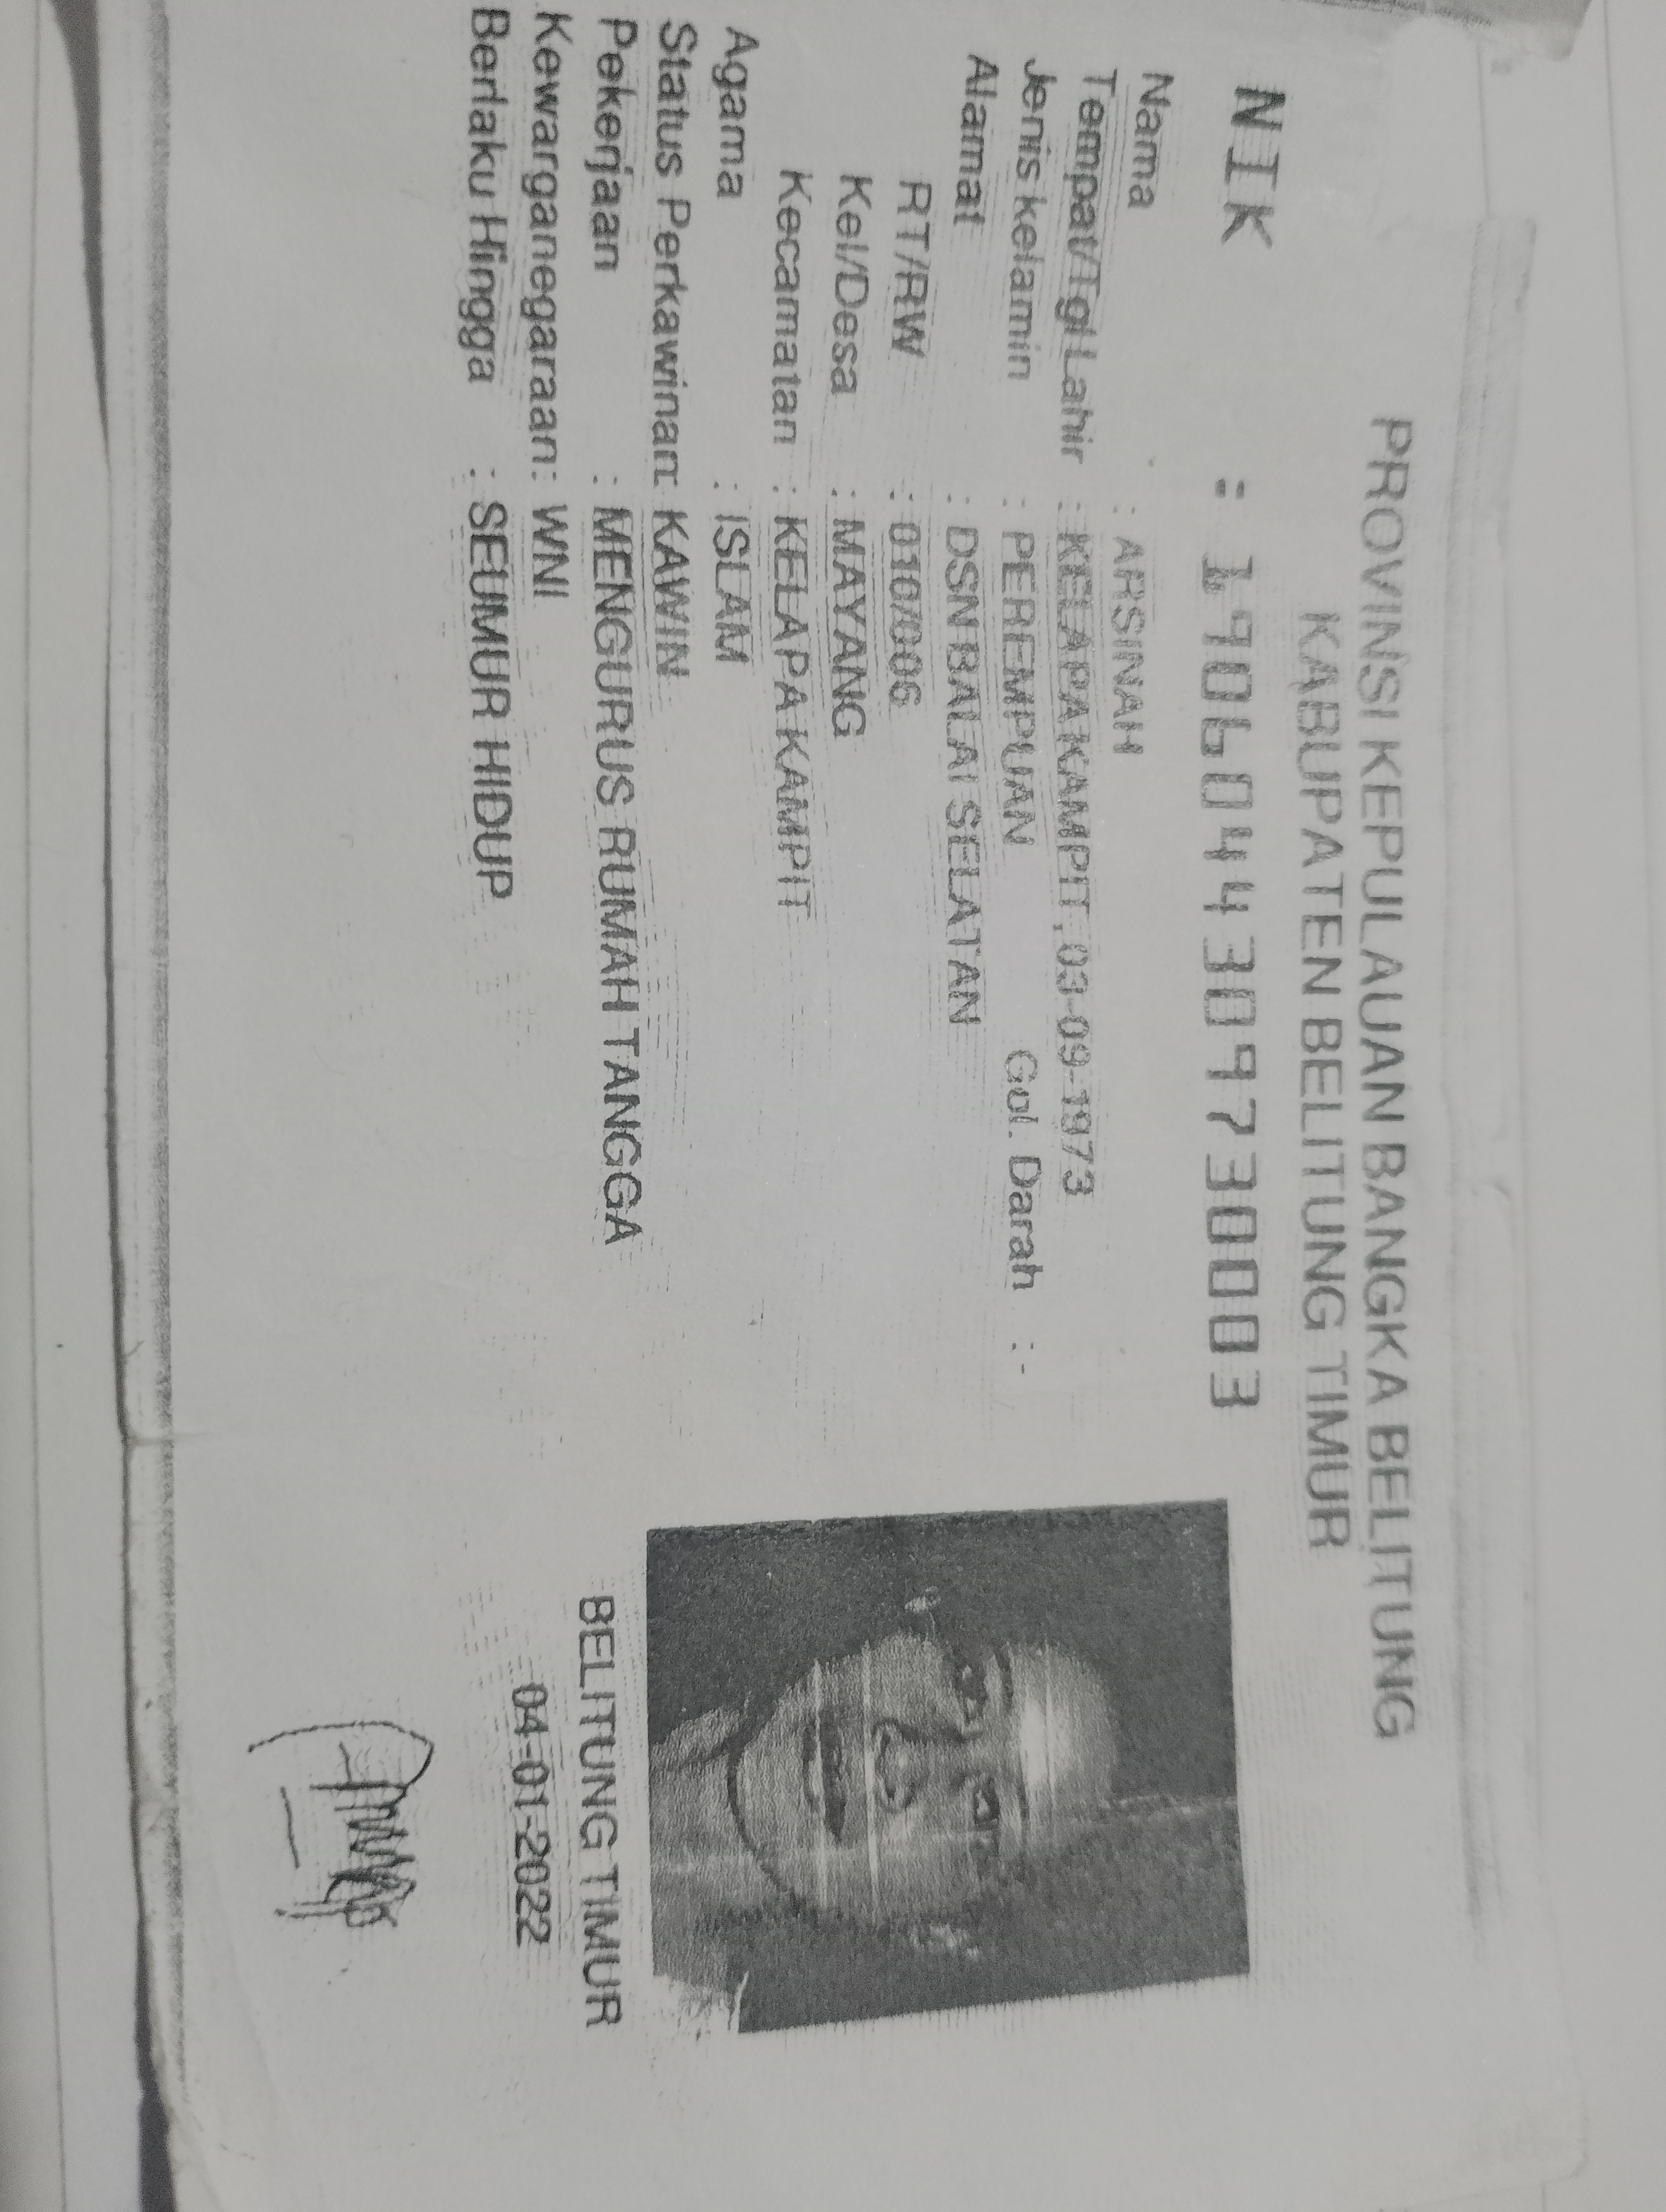 PROVINSI KEPULAUAN BANGKA BELITUNG
KABUPATEN BELITUNG TIMUR
NIK : 1906044309730003
Nama : ARSINAH
Tempat/Tgl Lahir : KELAPA KAMPIT, 03-09-1973
Jenis kelamin : PEREMPUAN Gol. Darah : -
Alamat : DSN BALAI SELATAN
RT/RW : 010/006
Kel/Desa : MAYANG
Kecamatan : KELAPA KAMPIT
Agama : ISLAM
Status Perkawinan: KAWIN
Pekerjaan : MENGURUS RUMAH TANGGA
Kewarganegaraan: WNI
Berlaku Hingga : SEUMUR HIDUP
BELITUNG TIMUR
04-01-2022